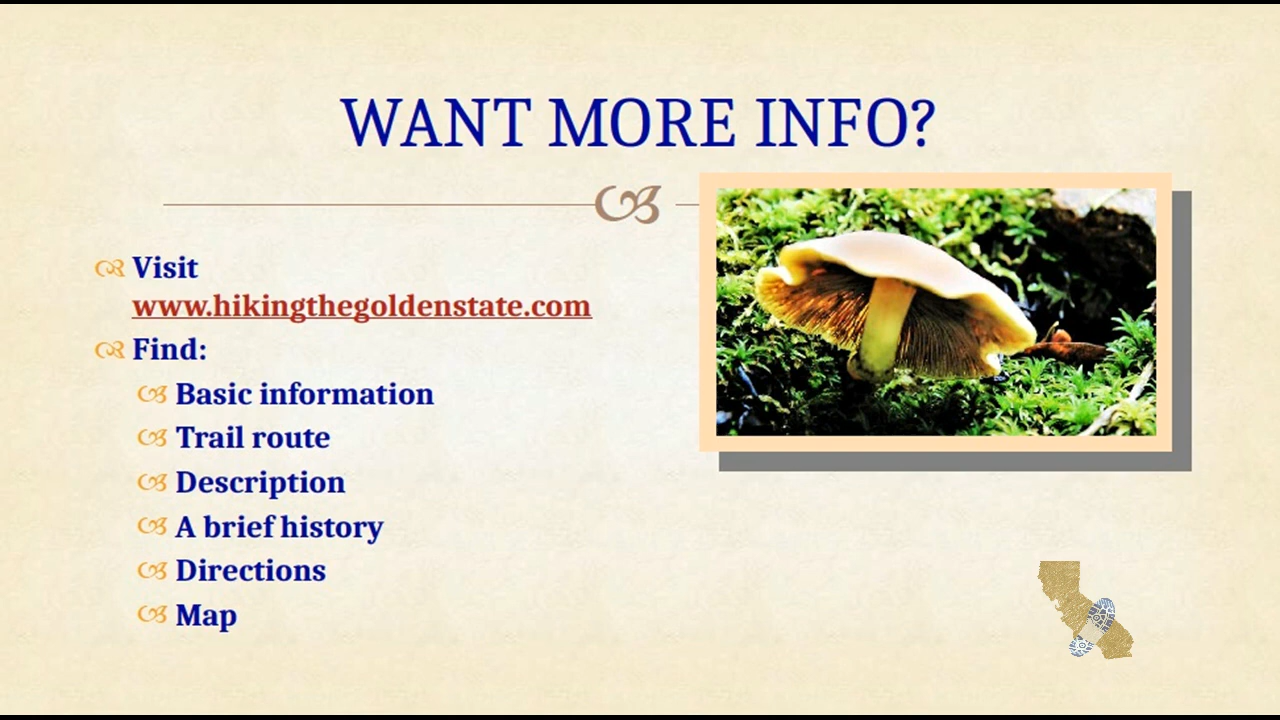 WANT MORE INFO?
Visit
www.hikingthegoldenstate.com
Find:
Basic information
Trail route
Description
A brief history
Directions
Map